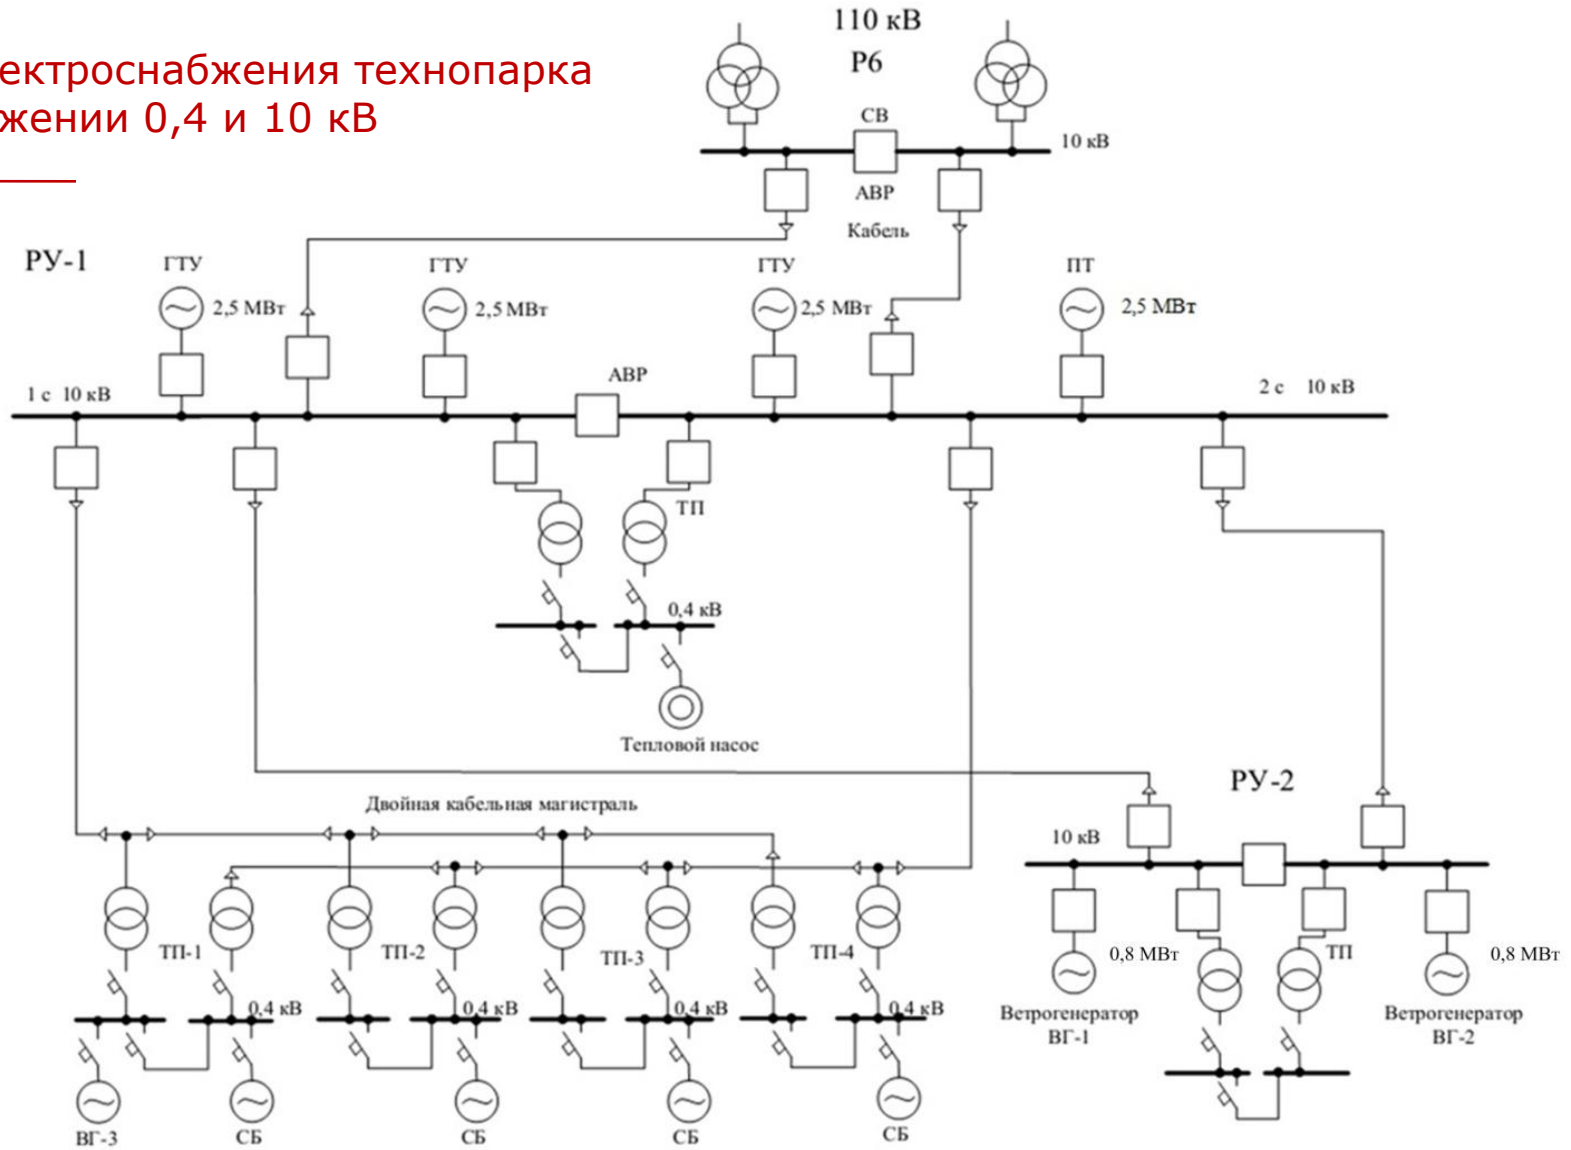 110 кВ
ектроснабжения технопарка
Р6
жении 0,4 и 10 кВ
СВ
10 кВ
АВР
Кабель
РУ-1
ГТУ
ГТУ
ГТУ
ПТ
2,5 МВт
2,5 МВт
2,5 МВт
2,5 МВт
АВР
1 с 10 кВ
2 с 10 кВ
ТП
0,4 кВ
Тепловой насос
РУ-2
Двойная кабельная магистраль
10 кВ
ТП-1
ТП-2
ТП-3
ТП-4
0,8 МВт
ТП
0,8 МВт
0,4 кВ
0,4 кВ
0,4 кВ
0,4 кВ
Ветрогенератор
ВГ-1
Ветрогенератор
ВГ-2
ВГ-3
СБ
СБ
СБ
СБ